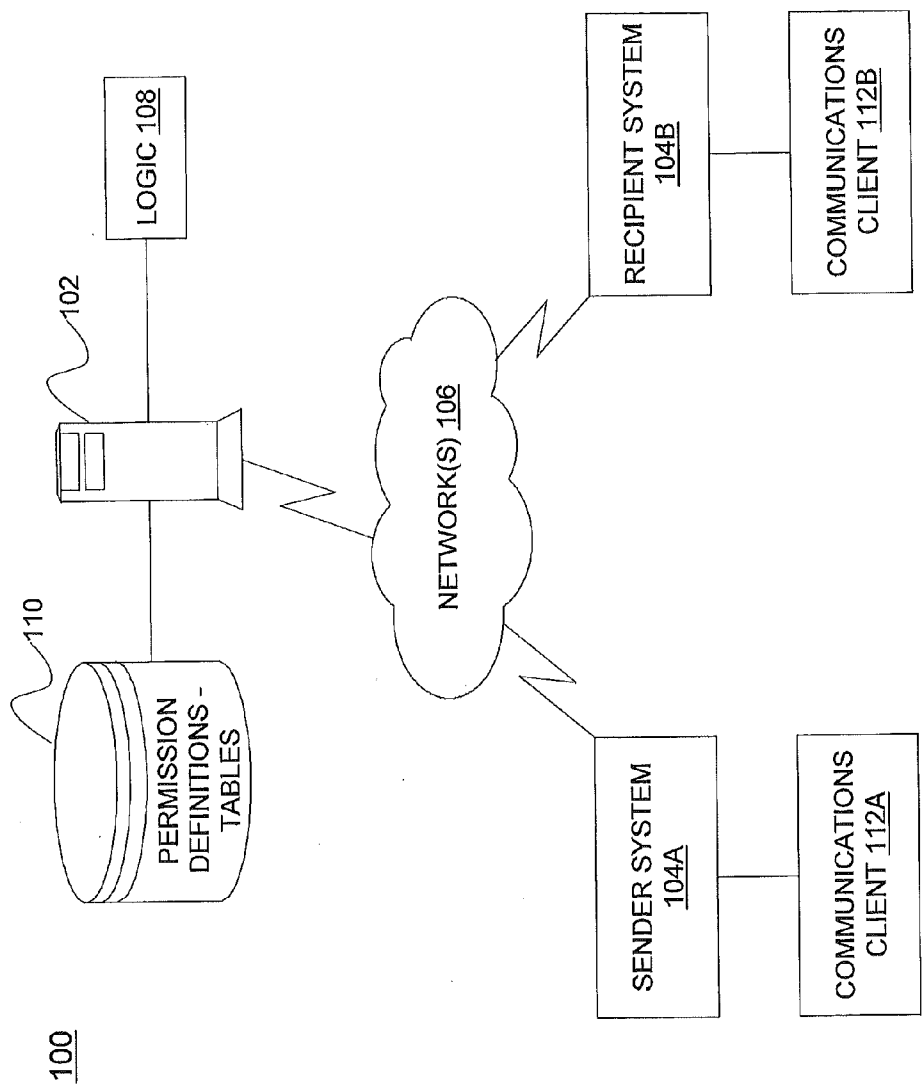 100
110
102
PERMISSION
DEFINITIONS -
TABLES
LOGIC 108
NETWORK(S) 106
SENDER SYSTEM
104A
RECIPIENT SYSTEM
104B
COMMUNICATIONS
CLIENT 112A
COMMUNICATIONS
CLIENT 112B